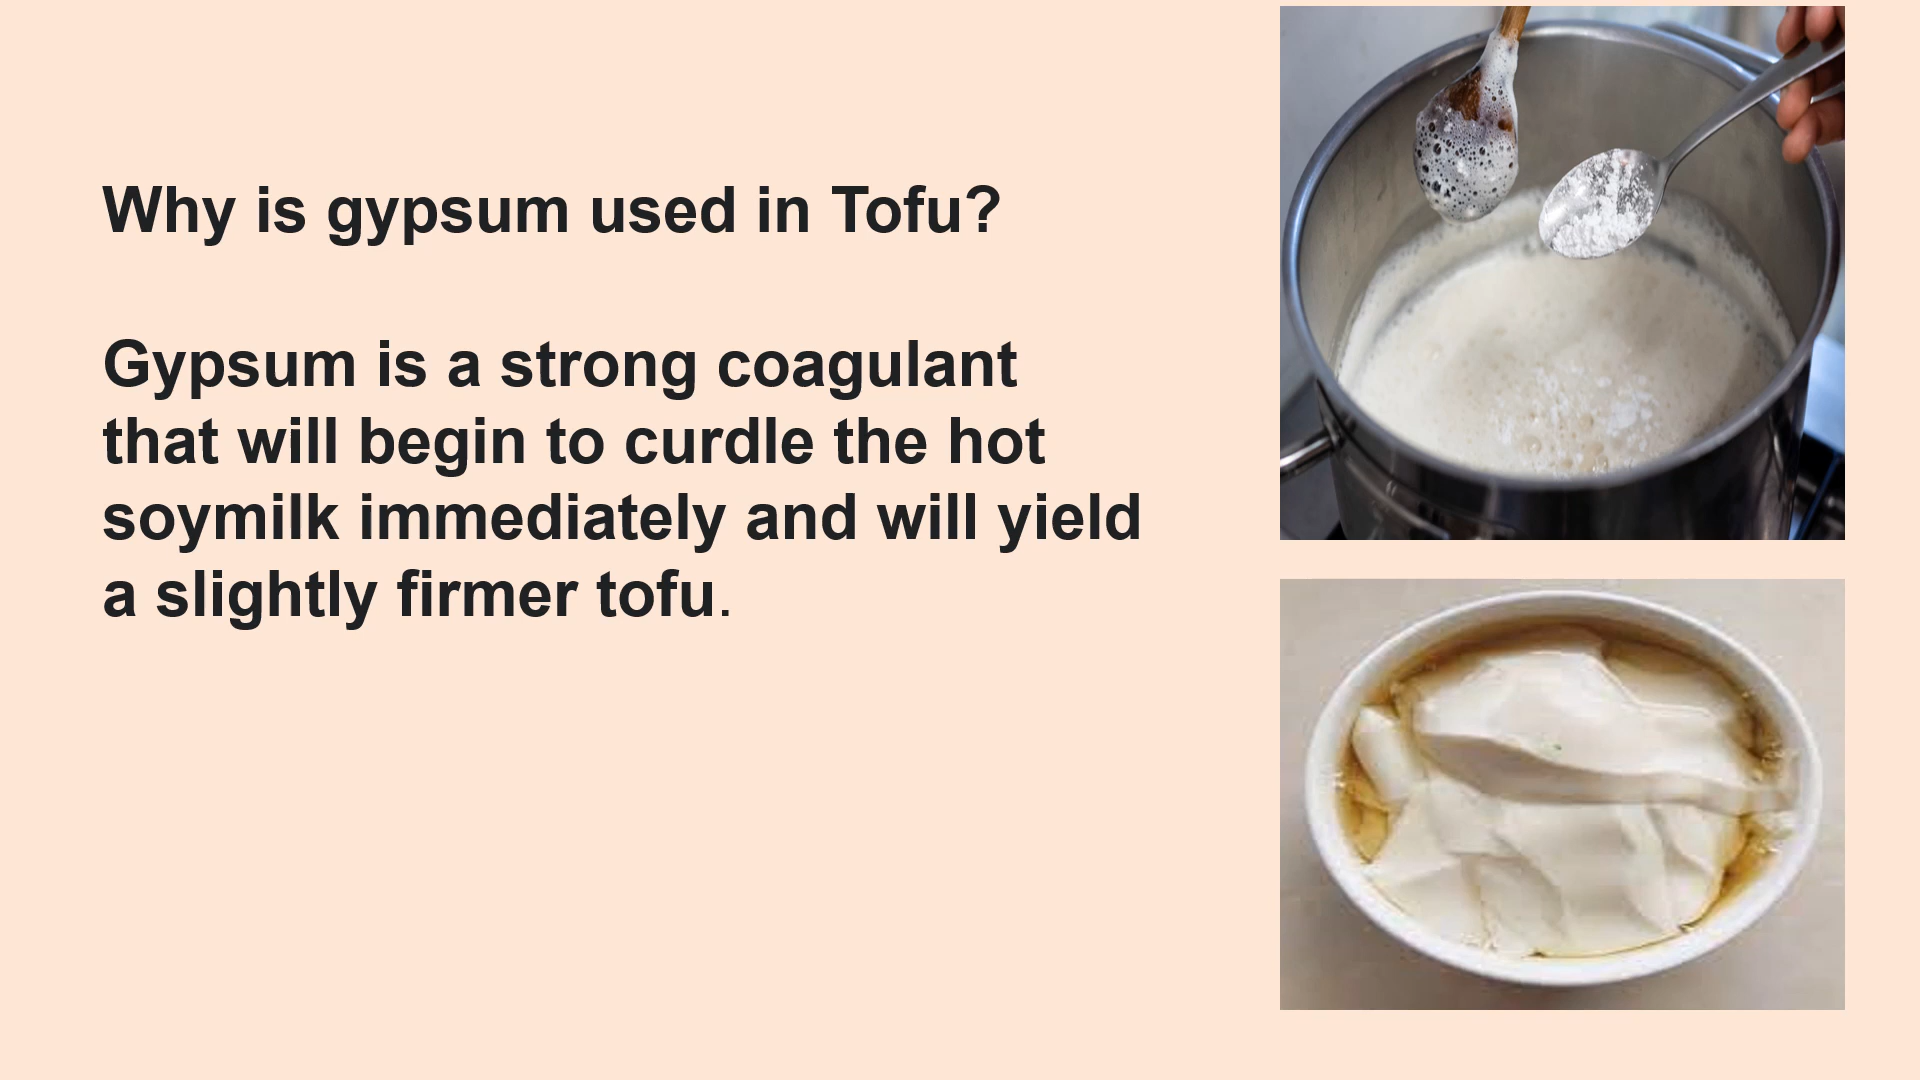 Why is gypsum used in Tofu?
Gypsum is a strong coagulant
that will begin to curdle the hot
soymilk immediately and will yield
a slightly firmer tofu.